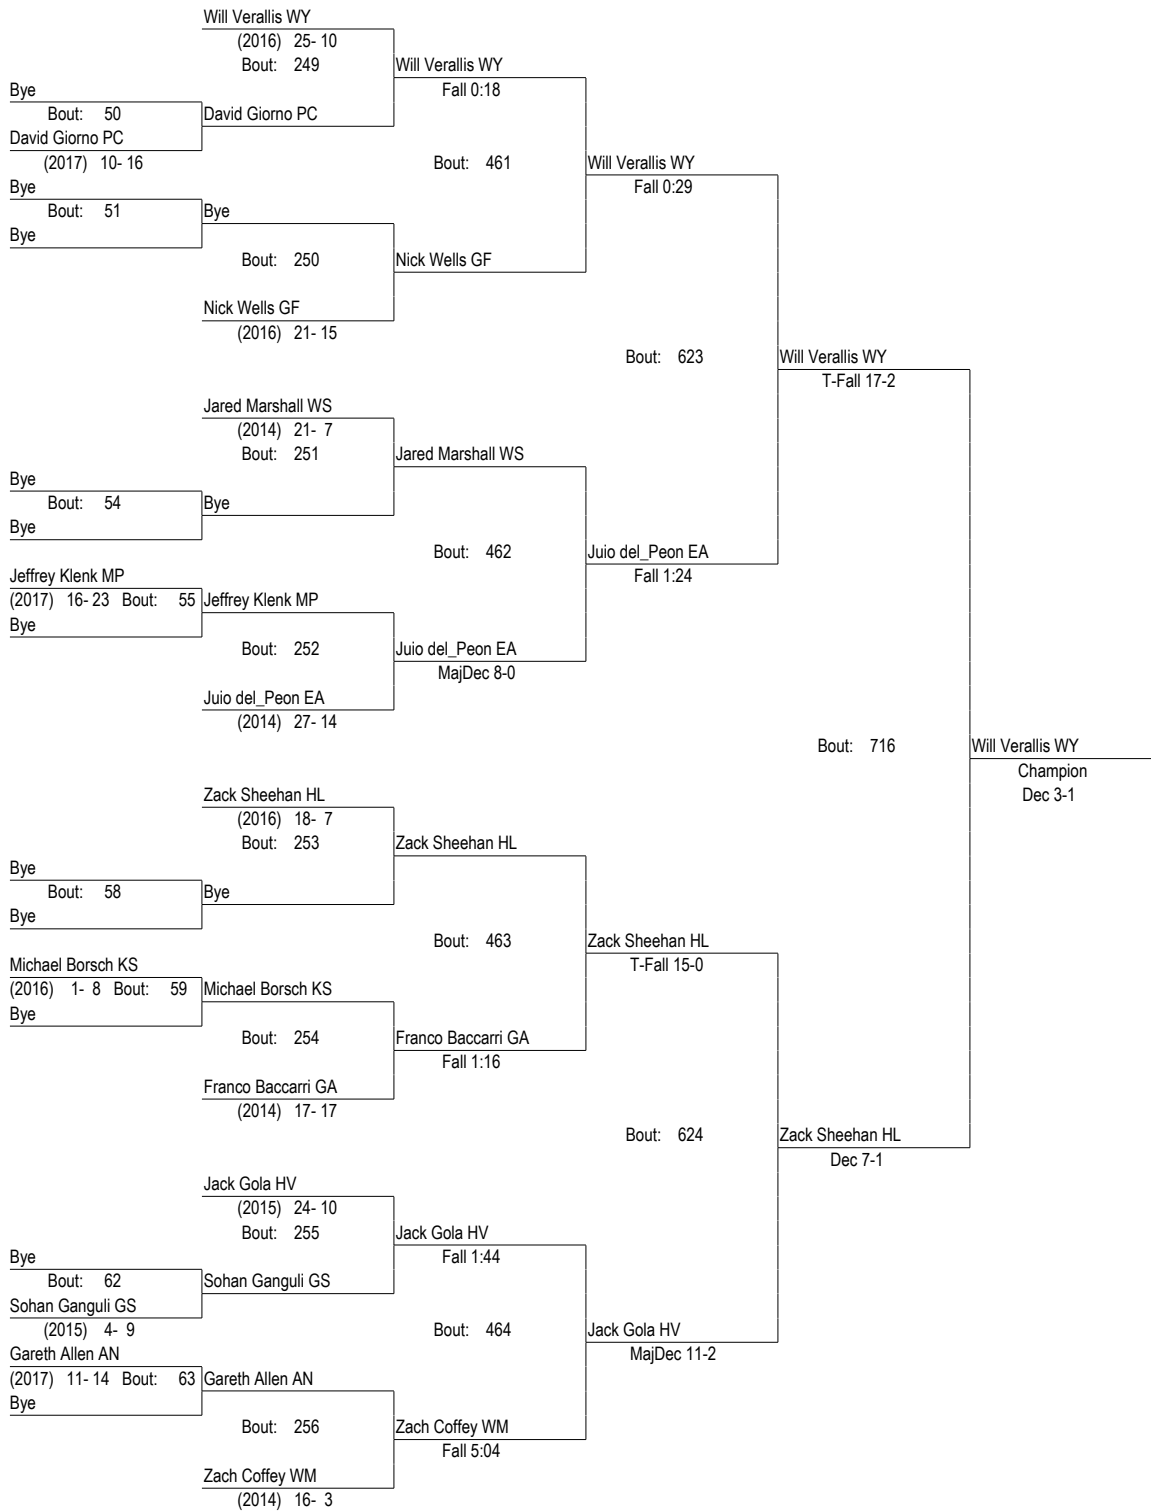 Will Verallis WY
(2016) 25- 10
Bout: 249
Will Verallis WY
Fall 0:18
Bye
Bout: 50
David Giorno PC
David Giorno PC
(2017) 10- 16
Bout: 461
Will Verallis WY
Fall 0:29
Bye
Bout: 51
Bye
Bye
Bout: 250
Nick Wells GF
Nick Wells GF
(2016) 21- 15
Bout: 623
Will Verallis WY
T-Fall 17-2
Jared Marshall WS
(2014) 21- 7
Bout: 251
Jared Marshall WS
Bye
Bout: 54
Bye
Bye
Bout: 462
Juio del_Peon EA
Fall 1:24
Jeffrey Klenk MP
(2017) 16- 23 Bout: 55
Jeffrey Klenk MP
Bye
Bout: 252
Juio del_Peon EA
MajDec 8-0
Juio del_Peon EA
(2014) 27- 14
Bout: 716
Will Verallis WY
Champion
Dec 3-1
Zack Sheehan HL
(2016) 18- 7
Bout: 253
Zack Sheehan HL
Bye
Bout: 58
Bye
Bye
Bout: 463
Zack Sheehan HL
T-Fall 15-0
Michael Borsch KS
(2016) 1- 8 Bout: 59
Michael Borsch KS
Bye
Bout: 254
Franco Baccarri GA
Fall 1:16
Franco Baccarri GA
(2014) 17- 17
Bout: 624
Zack Sheehan HL
Dec 7-1
Jack Gola HV
(2015) 24- 10
Bout: 255
Jack Gola HV
Fall 1:44
Bye
Bout: 62
Sohan Ganguli GS
Sohan Ganguli GS
(2015) 4- 9
Bout: 464
Jack Gola HV
MajDec 11-2
Gareth Allen AN
(2017) 11- 14 Bout: 63
Gareth Allen AN
Bye
Bout: 256
Zach Coffey WM
Fall 5:04
Zach Coffey WM
(2014) 16- 3